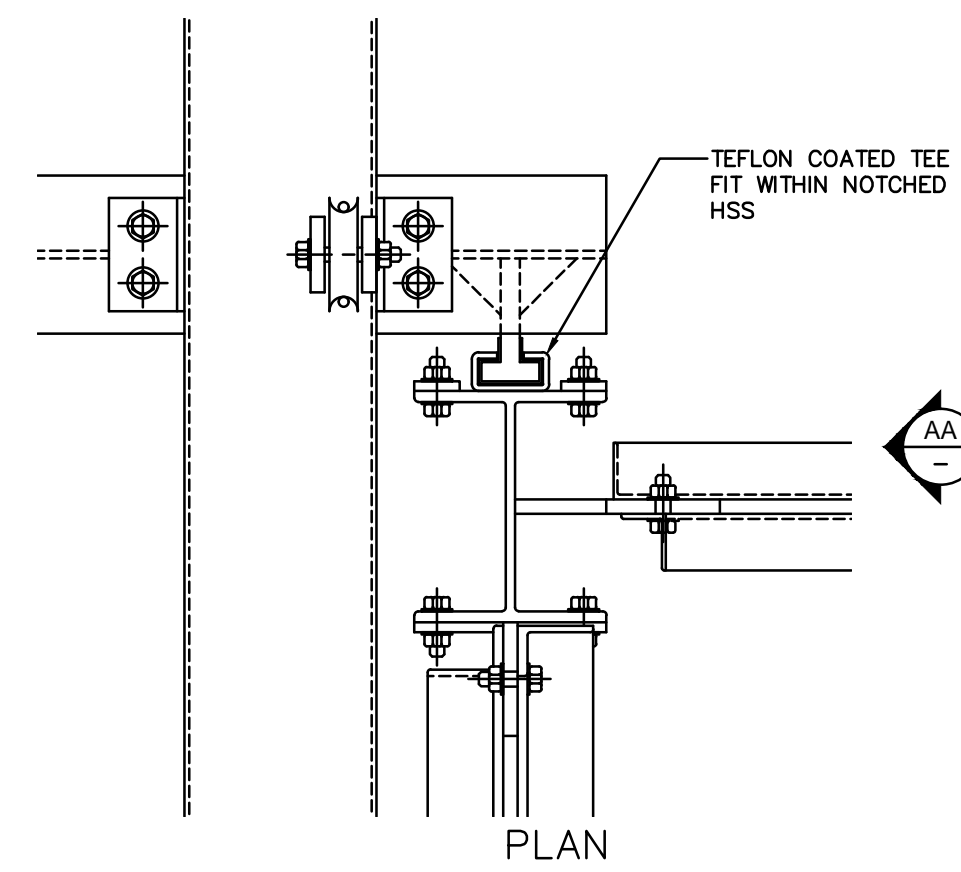 TEFLON COATED TEE
FIT WITHIN NOTCHED
HSS
AA
-
PLAN